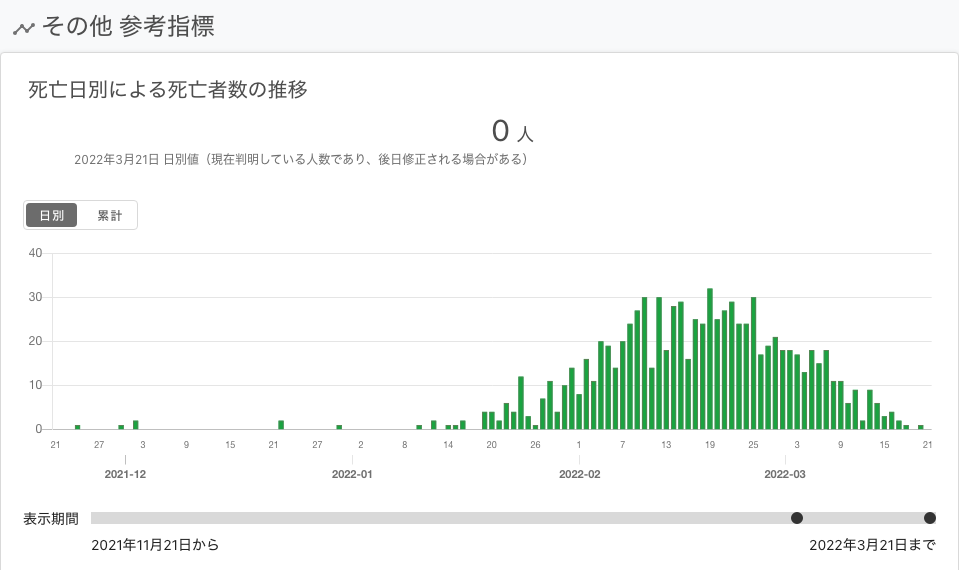 その他 参考指標
死亡日別による死亡者数の推移
0 人
2022年3月21日 日別値（現在判明している人数であり、後日修正される場合がある）
日別 累計
40
30
20
10
0
21 27 3 9 15 21 27 2 8 14 20 26 1 7 13 19 25 3 9 15 21
2021-12 2022-01 2022-02 2022-03
表示期間
2021年11月21日から 2022年3月21日まで